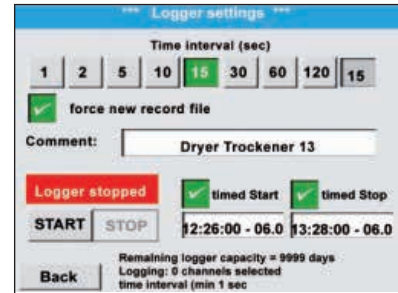 *** Logger settings ***
Time interval (sec)
1 2 5 10 15 30 60 120 15
force new record file
Comment: Dryer Trockener 13
Logger stopped timed Start timed Stop
START STOP 12:26:00 - 06.0 13:28:00 - 06.0
Remaining logger capacity = 9999 days
Logging: 0 channels selected
time interval (min 1 sec
Back